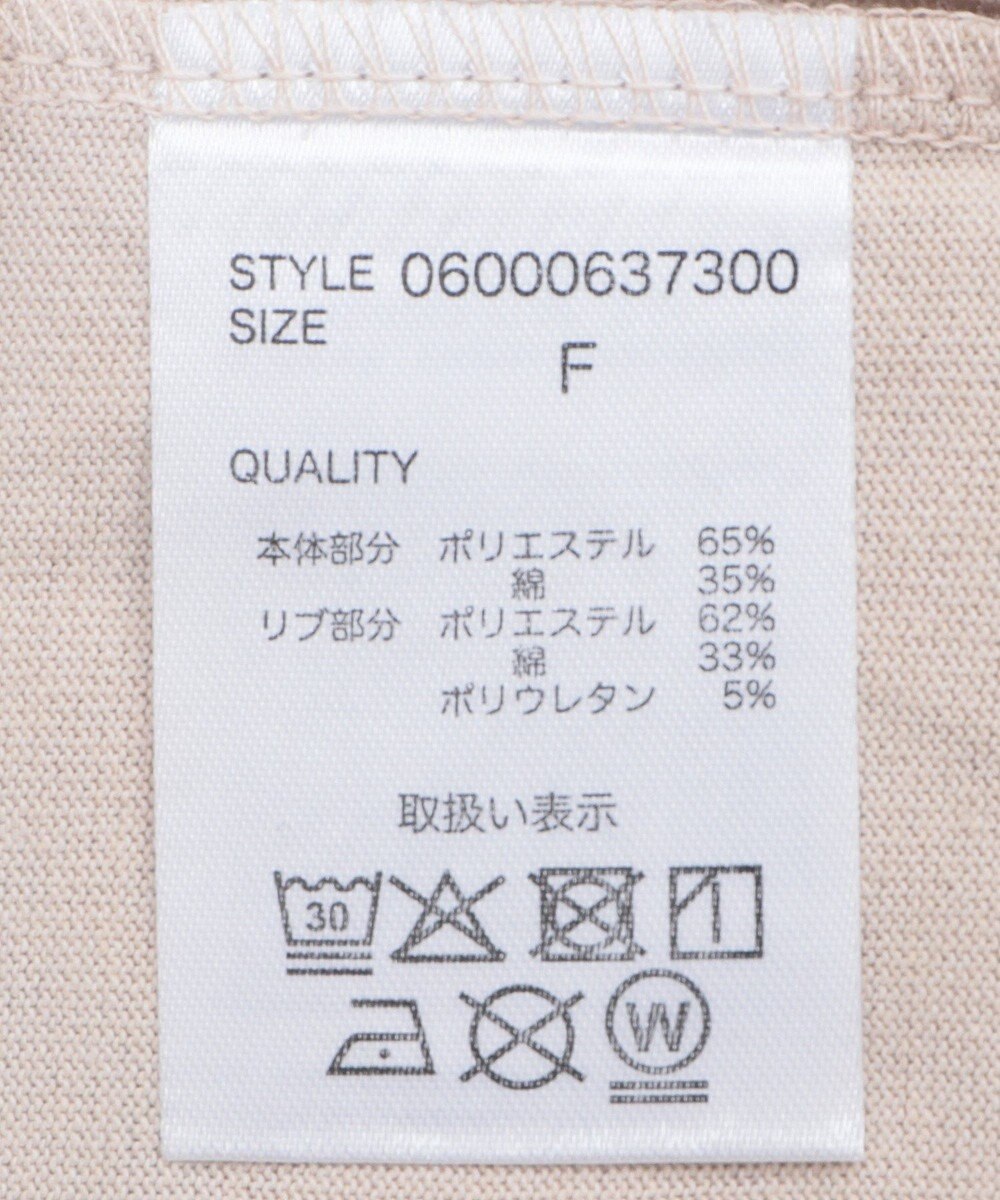 STYLE 06000637300
SIZE
F
QUALITY
本体部分 ポリエステル 65%
綿 35%
リブ部分 ポリエステル 62%
綿 33%
ポリウレタン 5%
取扱い表示
30
W